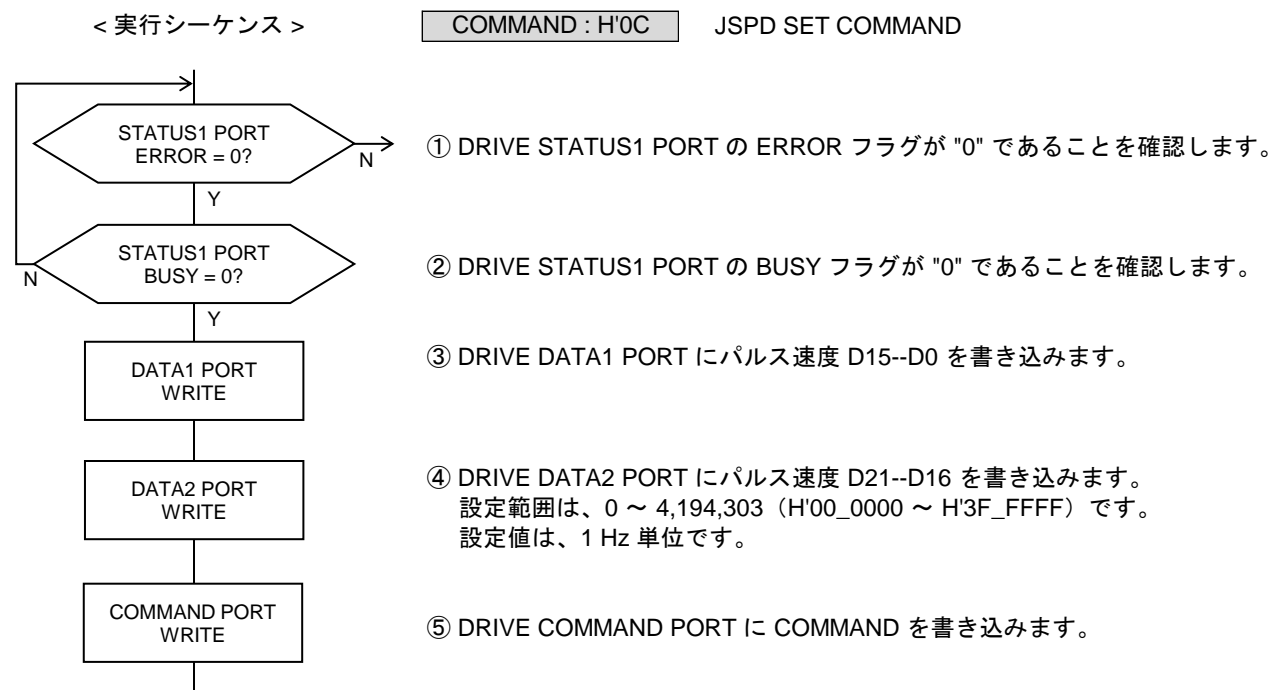 < 実行シーケンス >
COMMAND : H'0C JSPD SET COMMAND
STATUS1 PORT
ERROR = 0?
N
Y
① DRIVE STATUS1 PORT の ERROR フラグが "0" であることを確認します。
STATUS1 PORT
BUSY = 0?
N
Y
② DRIVE STATUS1 PORT の BUSY フラグが "0" であることを確認します。
DATA1 PORT
WRITE
③ DRIVE DATA1 PORT にパルス速度 D15--D0 を書き込みます。
DATA2 PORT
WRITE
④ DRIVE DATA2 PORT にパルス速度 D21--D16 を書き込みます。
設定範囲は、0 ～ 4,194,303（H'00_0000 ～ H'3F_FFFF）です。
設定値は、1 Hz 単位です。
COMMAND PORT
WRITE
⑤ DRIVE COMMAND PORT に COMMAND を書き込みます。